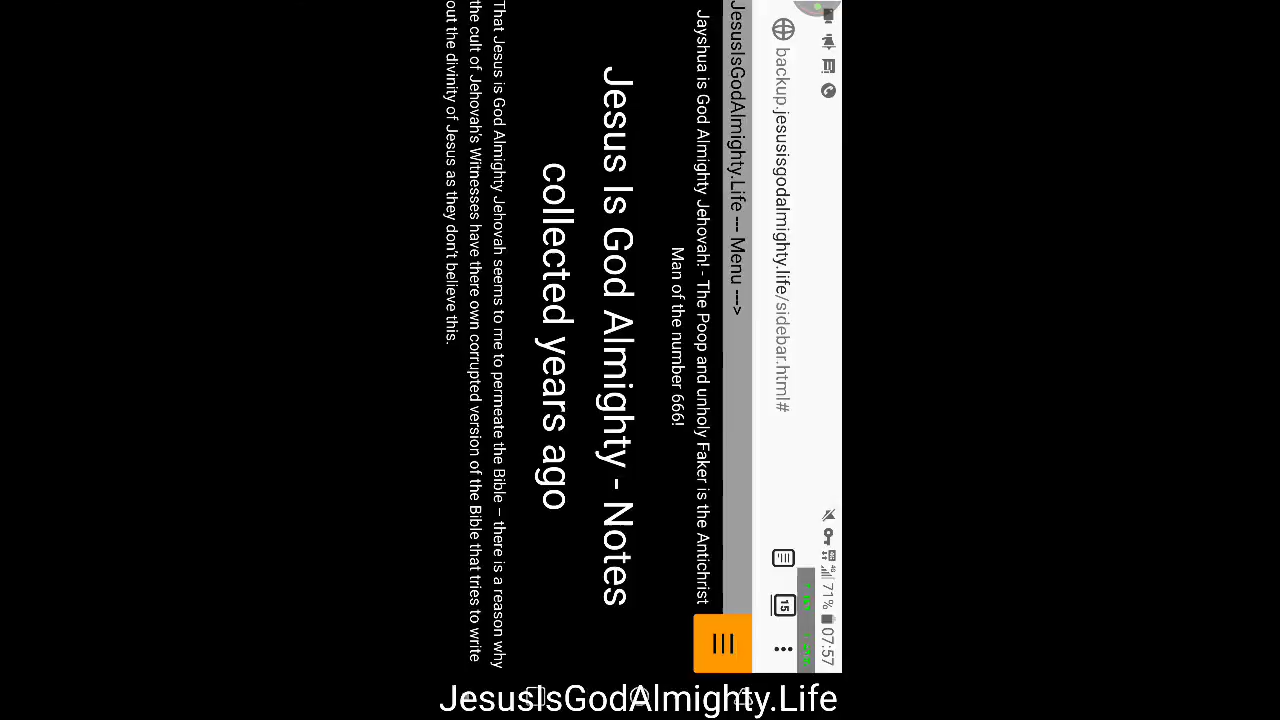 07:57
71%
4G
backup.jesusisgodalmighty.life/sidebar.html#
15
JesusIsGodAlmighty.Life --- Menu --->
Jayshua is God Almighty Jehovah! - The Poop and unholy Faker is the Antichrist
Man of the number 666!
Jesus Is God Almighty - Notes
collected years ago
That Jesus is God Almighty Jehovah seems to me to permeate the Bible – there is a reason why
the cult of Jehovah's Witnesses have there own corrupted version of the Bible that tries to write
out the divinity of Jesus as they don't believe this.
JesusIsGodAlmighty.Life